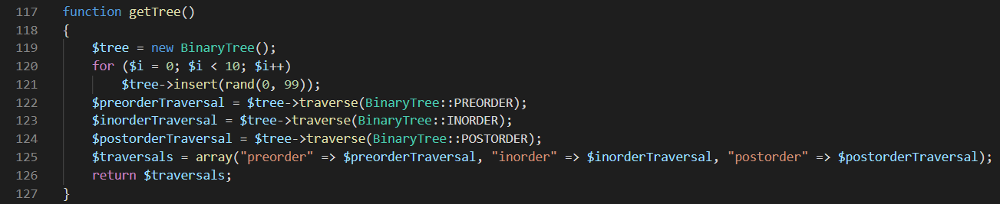 117 function getTree()
118 {
119     $tree = new BinaryTree();
120     for ($i = 0; $i < 10; $i++)
121         $tree->insert(rand(0, 99));
122     $preorderTraversal = $tree->traverse(BinaryTree::PREORDER);
123     $inorderTraversal = $tree->traverse(BinaryTree::INORDER);
124     $postorderTraversal = $tree->traverse(BinaryTree::POSTORDER);
125     $traversals = array("preorder" => $preorderTraversal, "inorder" => $inorderTraversal, "postorder" => $postorderTraversal);
126     return $traversals;
127 }